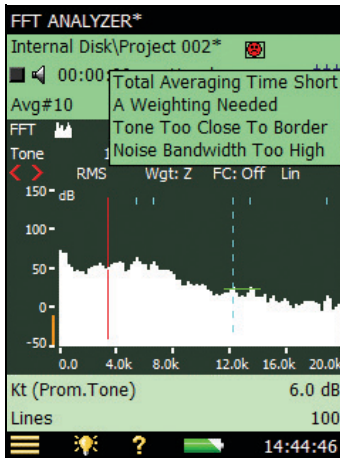 FFT ANALYZER*
Internal Disk\Project 002*
00:00:
Total Averaging Time Short
A Weighting Needed
Tone Too Close To Border
Noise Bandwidth Too High
Avg#10
FFT
Tone 1
< > RMS Wgt: Z FC: Off Lin
150 dB
100
50
0
-50
0.0 4.0k 8.0k 12.0k 16.0k 20.0k
Kt (Prom.Tone) 6.0 dB
Lines 100
? 14:44:46